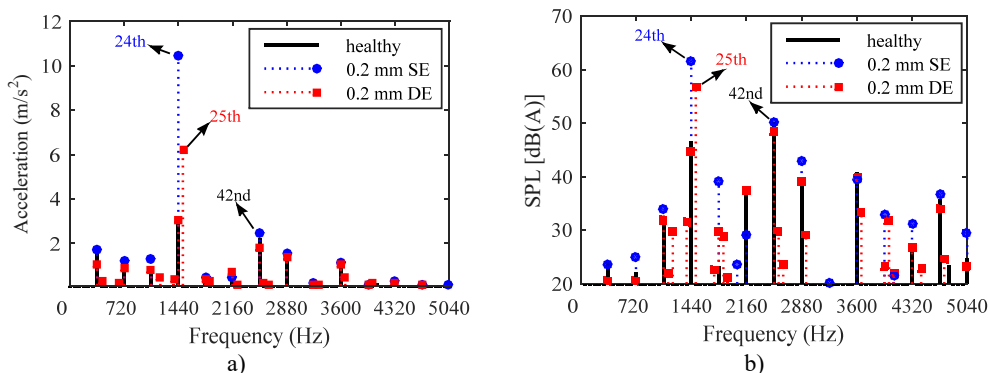 12
10
8
6
4
2
0
720
1440
2160
2880
3600
4320
5040
Acceleration (m/s²)
Frequency (Hz)
24th
25th
42nd
healthy
0.2 mm SE
0.2 mm DE
a)
70
60
50
40
30
20
0
720
1440
2160
2880
3600
4320
5040
SPL [dB(A)]
Frequency (Hz)
24th
25th
42nd
healthy
0.2 mm SE
0.2 mm DE
b)